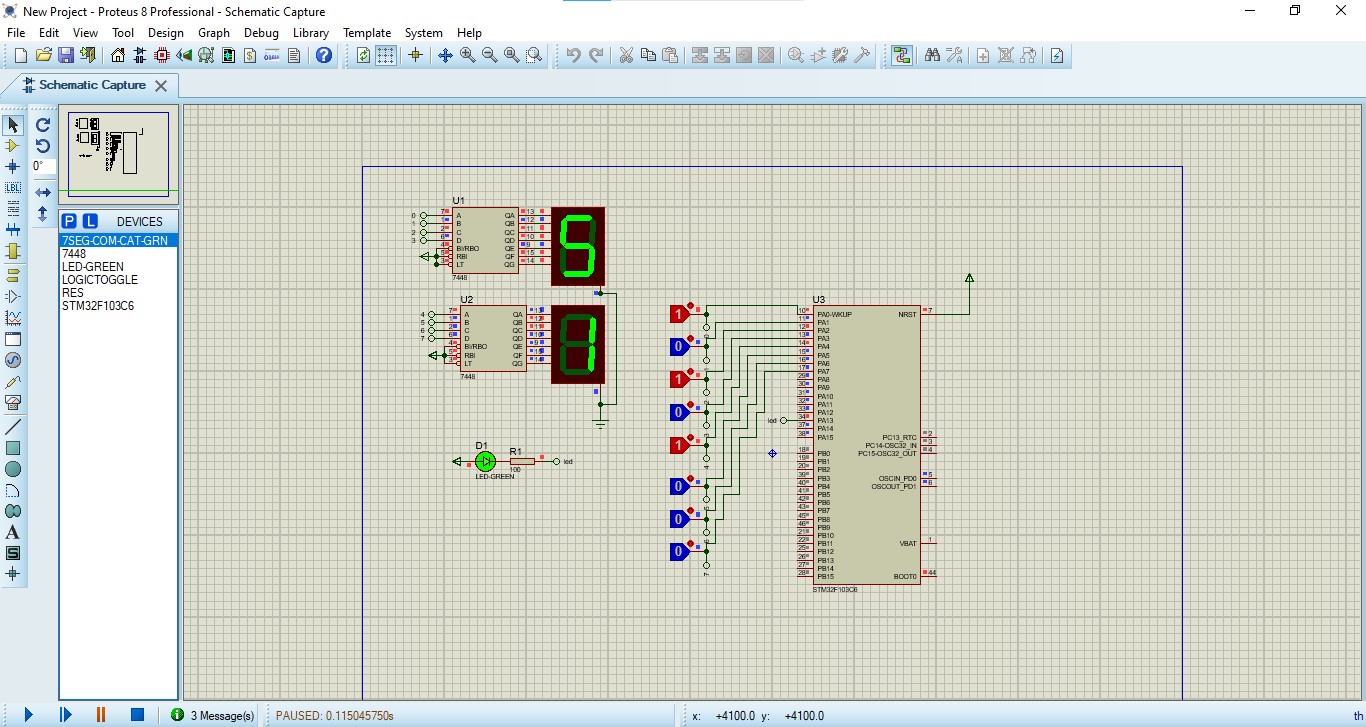 New Project - Proteus 8 Professional - Schematic Capture
File Edit View Tool Design Graph Debug Library Template System Help
Schematic Capture
0°
P L DEVICES
7SEG-COM-CAT-GRN
7448
LED-GREEN
LOGICTOGGLE
RES
STM32F103C6
U1
0 7 A QA 13
1 1 B QB 12
2 2 C QC 11
3 6 D QD 10
4 BI/RBO QE 9
5 RBI QF 15
3 LT QG 14
7448
5
U2
4 7 A QA 13
5 1 B QB 12
6 2 C QC 11
7 6 D QD 10
4 BI/RBO QE 9
5 RBI QF 15
3 LT QG 14
7448
1
D1
LED-GREEN
R1
100
led
1
0
1
0
1
0
0
0
U3
10 PA0-WKUP NRST 7
11 PA1
12 PA2
13 PA3
14 PA4
15 PA5
16 PA6
17 PA7
29 PA8
30 PA9
31 PA10
32 PA11
33 PA12
led 34 PA13
37 PA14
38 PA15 PC13_RTC 2
PC14-OSC32_IN 3
18 PB0 PC15-OSC32_OUT 4
19 PB1
20 PB2
39 PB3 OSCIN_PD0 5
40 PB4 OSCOUT_PD1 6
41 PB5
42 PB6
43 PB7
45 PB8
46 PB9
21 PB10
22 PB11 VBAT 1
25 PB12
26 PB13
27 PB14
28 PB15 BOOT0 44
STM32F103C6
3 Message(s)
PAUSED: 0.115045750s
x: +4100.0 y: +4100.0
th